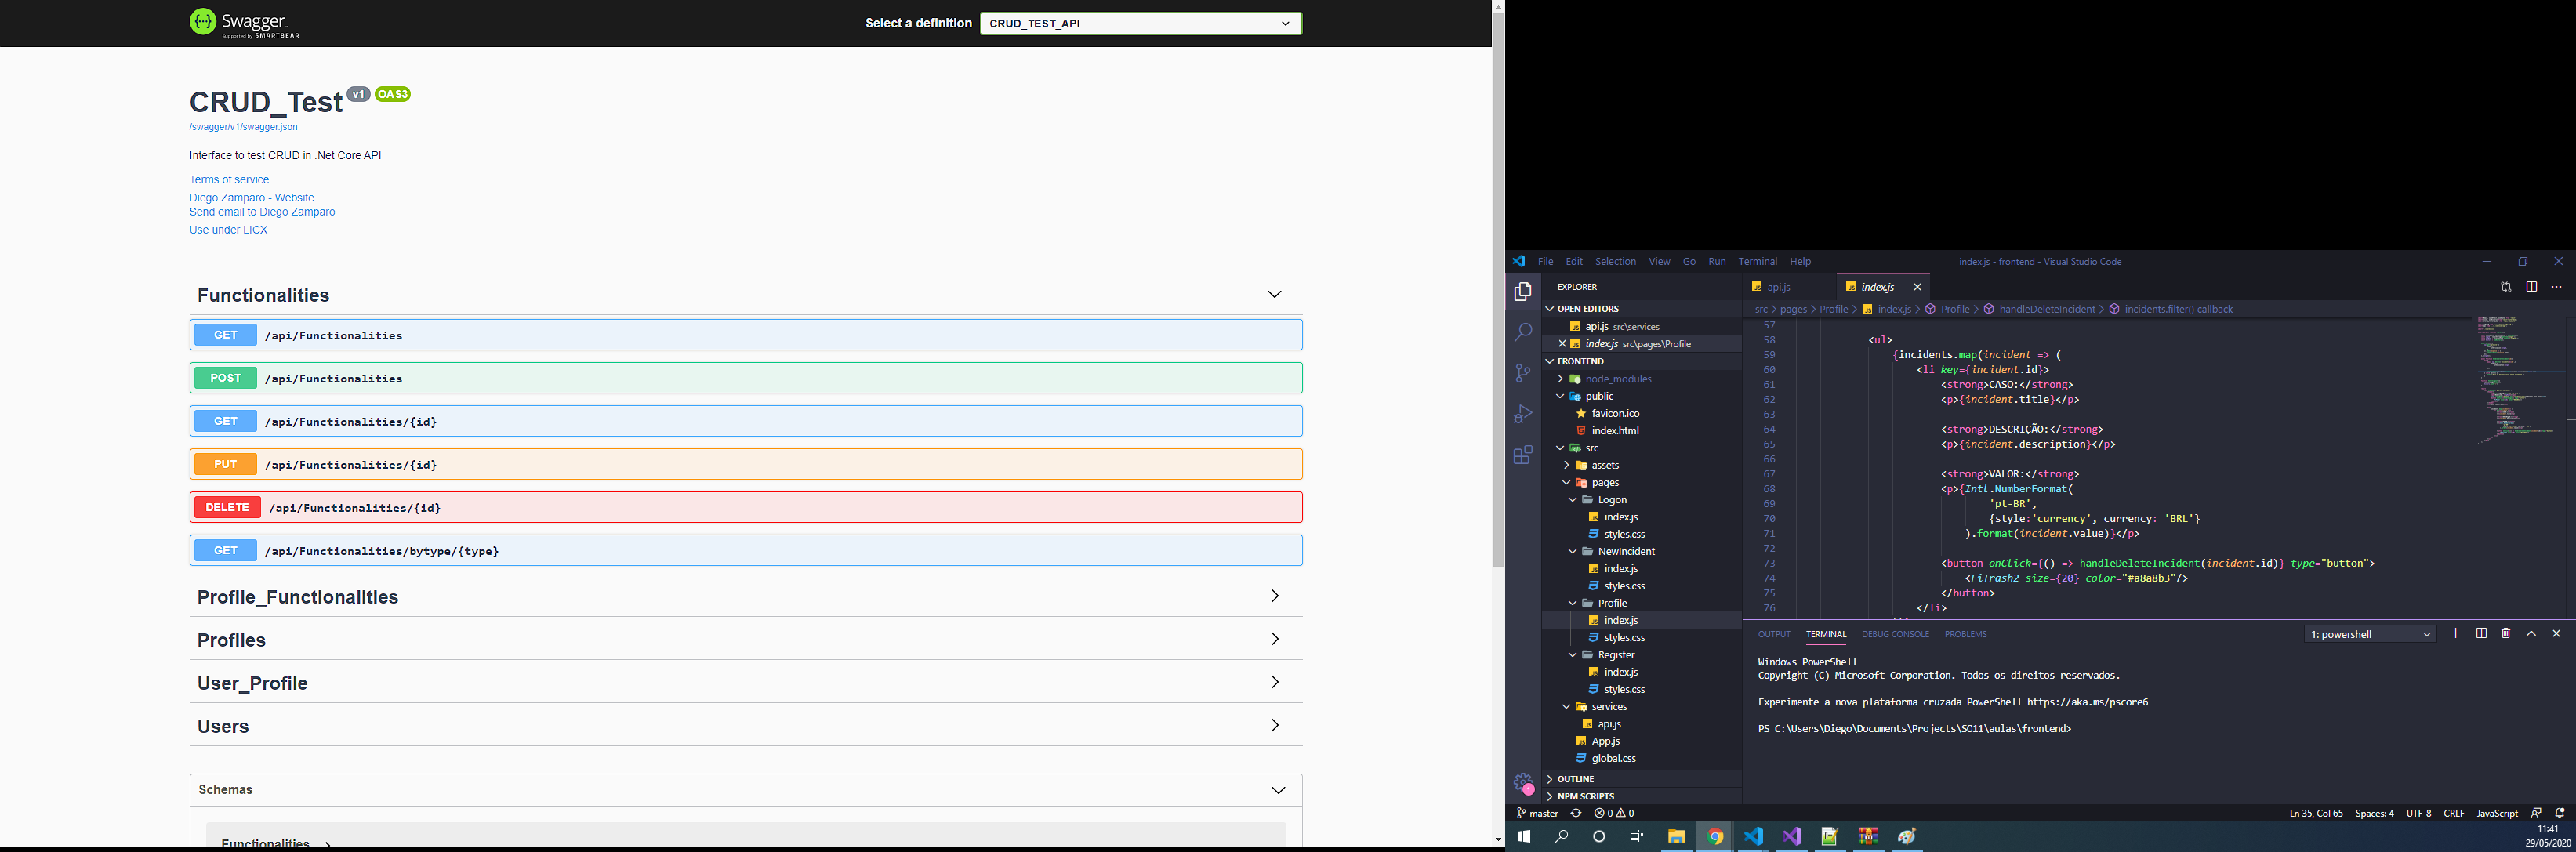 Swagger
Supported by SMARTBEAR
Select a definition
CRUD_TEST_API
CRUD_Test v1 OAS3
/swagger/v1/swagger.json
Interface to test CRUD in .Net Core API
Terms of service
Diego Zamparo - Website
Send email to Diego Zamparo
Use under LICX
Functionalities
GET /api/Functionalities
POST /api/Functionalities
GET /api/Functionalities/{id}
PUT /api/Functionalities/{id}
DELETE /api/Functionalities/{id}
GET /api/Functionalities/bytype/{type}
Profile_Functionalities
Profiles
User_Profile
Users
Schemas
Functionalities
File Edit Selection View Go Run Terminal Help
index.js - frontend - Visual Studio Code
EXPLORER
OPEN EDITORS
api.js src\services
index.js src\pages\Profile
FRONTEND
node_modules
public
favicon.ico
index.html
src
assets
pages
Logon
index.js
styles.css
NewIncident
index.js
styles.css
Profile
index.js
styles.css
Register
index.js
styles.css
services
api.js
App.js
global.css
OUTLINE
NPM SCRIPTS
api.js
index.js
src > pages > Profile > index.js > Profile > handleDeleteIncident > incidents.filter() callback
57
58 <ul>
59 {incidents.map(incident => (
60 <li key={incident.id}>
61 <strong>CASO:</strong>
62 <p>{incident.title}</p>
63
64 <strong>DESCRIÇÃO:</strong>
65 <p>{incident.description}</p>
66
67 <strong>VALOR:</strong>
68 <p>{Intl.NumberFormat(
69 'pt-BR',
70 {style:'currency', currency: 'BRL'}
71 ).format(incident.value)}</p>
72
73 <button onClick={() => handleDeleteIncident(incident.id)} type="button">
74 <FiTrash2 size={20} color="#a8a8b3"/>
75 </button>
76 </li>
OUTPUT TERMINAL DEBUG CONSOLE PROBLEMS
1: powershell
Windows PowerShell
Copyright (C) Microsoft Corporation. Todos os direitos reservados.
Experimente a nova plataforma cruzada PowerShell https://aka.ms/pscore6
PS C:\Users\Diego\Documents\Projects\SO11\aulas\frontend>
1
master 0 0
Ln 35, Col 65 Spaces: 4 UTF-8 CRLF JavaScript
11:41
29/05/2020